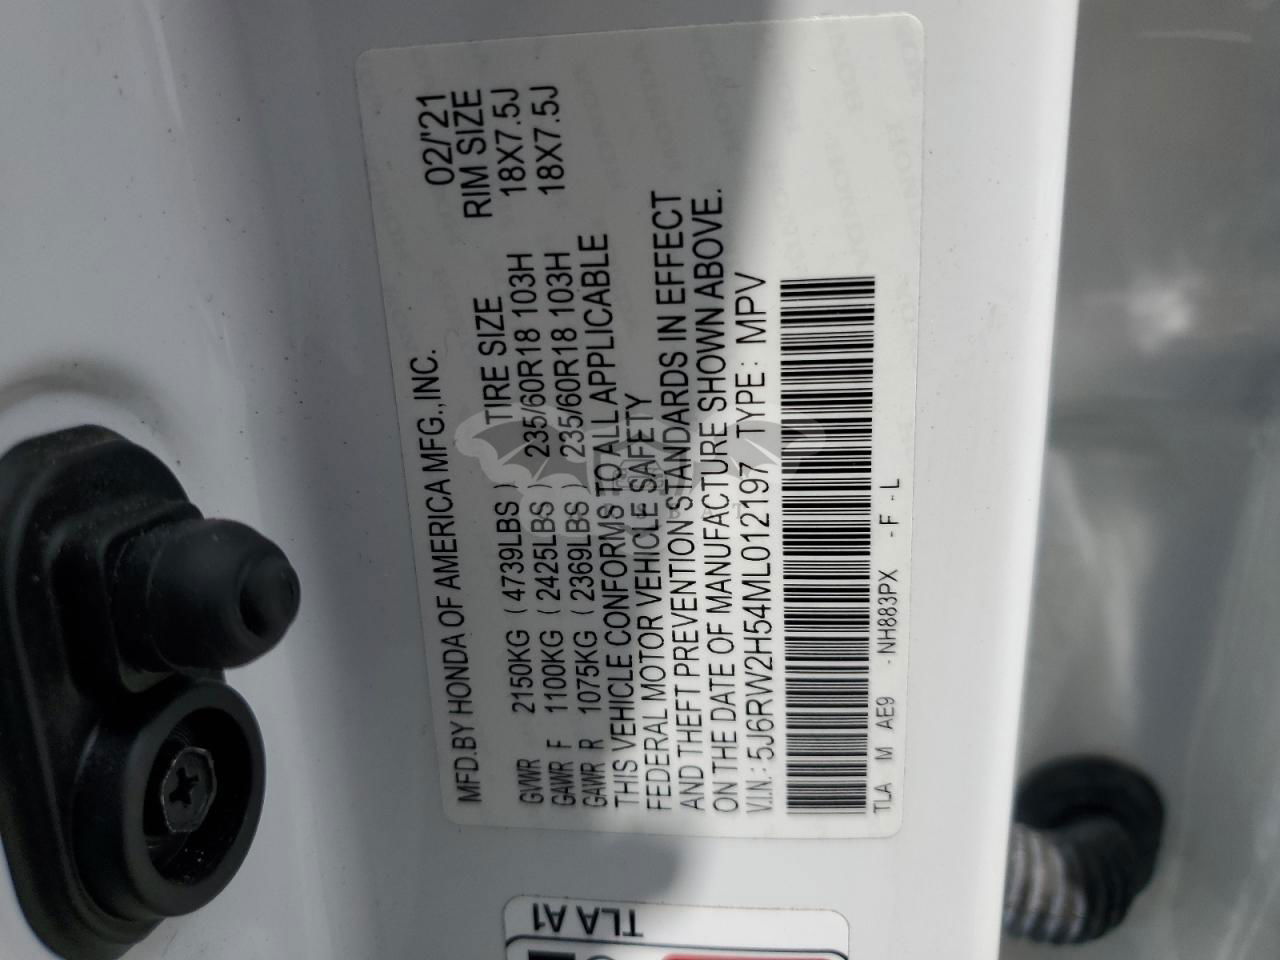 MFD.BY HONDA OF AMERICA MFG.,INC. 02/'21
TIRE SIZE RIM SIZE
GVWR 2150KG ( 4739LBS ) 
GAWR F 1100KG ( 2425LBS ) 235/60R18 103H 18X7.5J
GAWR R 1075KG ( 2369LBS ) 235/60R18 103H 18X7.5J
THIS VEHICLE CONFORMS TO ALL APPLICABLE
FEDERAL MOTOR VEHICLE SAFETY
AND THEFT PREVENTION STANDARDS IN EFFECT
ON THE DATE OF MANUFACTURE SHOWN ABOVE.
V.I.N.: 5J6RW2H54ML012197 TYPE : MPV
TLA M AE9 - NH883PX - F - L
TLA A1